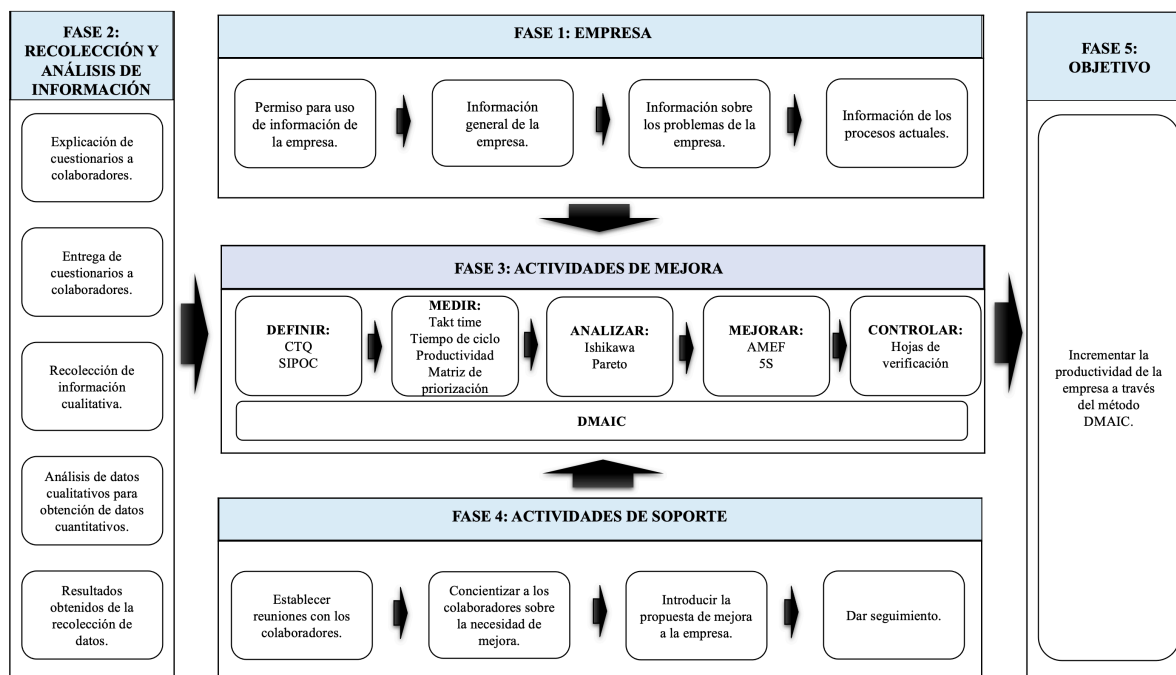 FASE 2:
RECOLECCIÓN Y
ANÁLISIS DE
INFORMACIÓN
Explicación de
cuestionarios a
colaboradores.
Entrega de
cuestionarios a
colaboradores.
Recolección de
información
cualitativa.
Análisis de datos
cualitativos para
obtención de datos
cuantitativos.
Resultados
obtenidos de la
recolección de
datos.
FASE 1: EMPRESA
Permiso para uso
de información de
la empresa.
Información
general de la
empresa.
Información sobre
los problemas de la
empresa.
Información de los
procesos actuales.
FASE 3: ACTIVIDADES DE MEJORA
DEFINIR:
CTQ
SIPOC
MEDIR:
Takt time
Tiempo de ciclo
Productividad
Matriz de
priorización
ANALIZAR:
Ishikawa
Pareto
MEJORAR:
AMEF
5S
CONTROLAR:
Hojas de
verificación
DMAIC
FASE 4: ACTIVIDADES DE SOPORTE
Establecer
reuniones con los
colaboradores.
Concientizar a los
colaboradores sobre
la necesidad de
mejora.
Introducir la
propuesta de mejora
a la empresa.
Dar seguimiento.
FASE 5:
OBJETIVO
Incrementar la
productividad de la
empresa a través
del método
DMAIC.